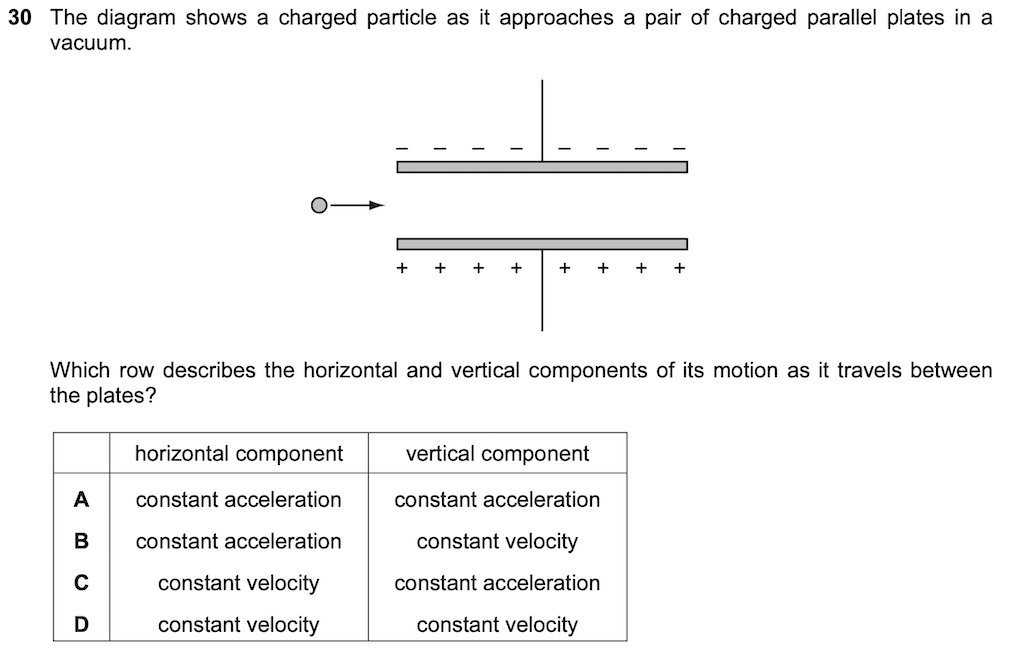 30 The diagram shows a charged particle as it approaches a pair of charged parallel plates in a
vacuum.
– – – – – – – –
+ + + + + + + +
Which row describes the horizontal and vertical components of its motion as it travels between
the plates?
horizontal component vertical component
A constant acceleration constant acceleration
B constant acceleration constant velocity
C constant velocity constant acceleration
D constant velocity constant velocity